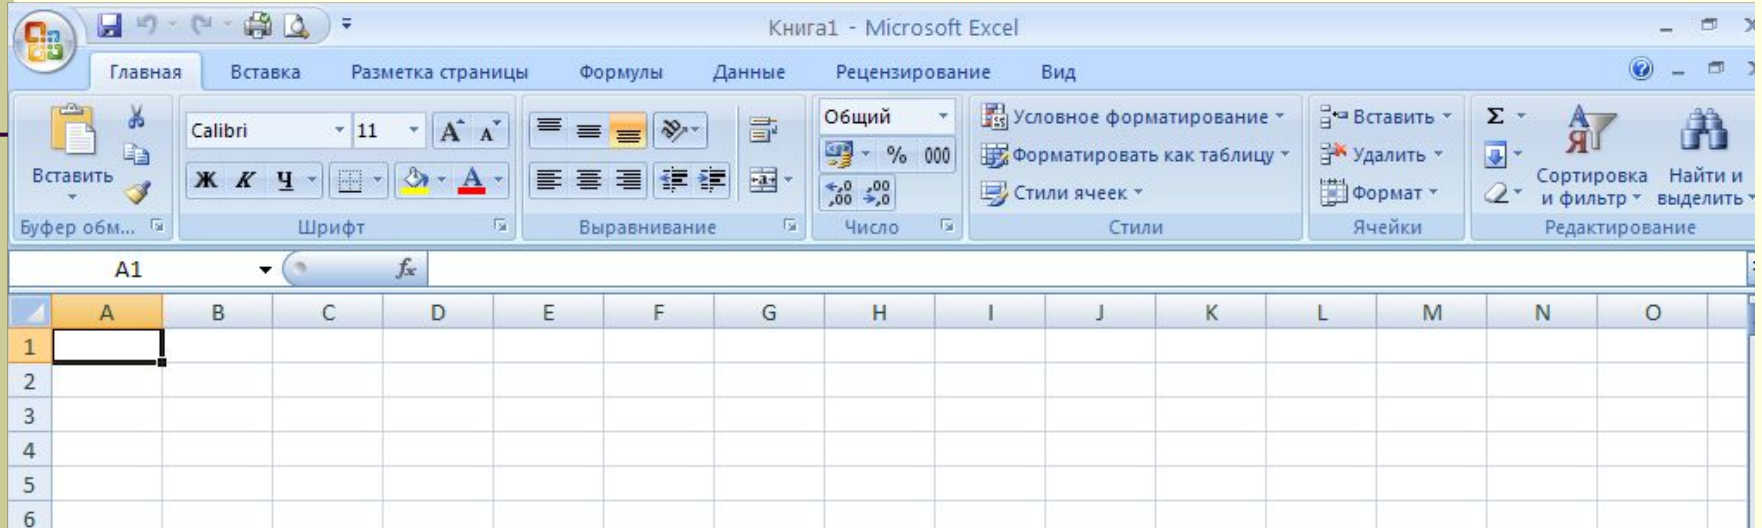 Книга1 - Microsoft Excel
Главная Вставка Разметка страницы Формулы Данные Рецензирование Вид
Calibri 11 Общий Условное форматирование Вставить Σ
% 000 Форматировать как таблицу Удалить
Вставить Ж К Ч А Стили ячеек Формат Сортировка и фильтр Найти и выделить
Буфер обм... Шрифт Выравнивание Число Стили Ячейки Редактирование
A1 fx
A B C D E F G H I J K L M N O
1
2
3
4
5
6